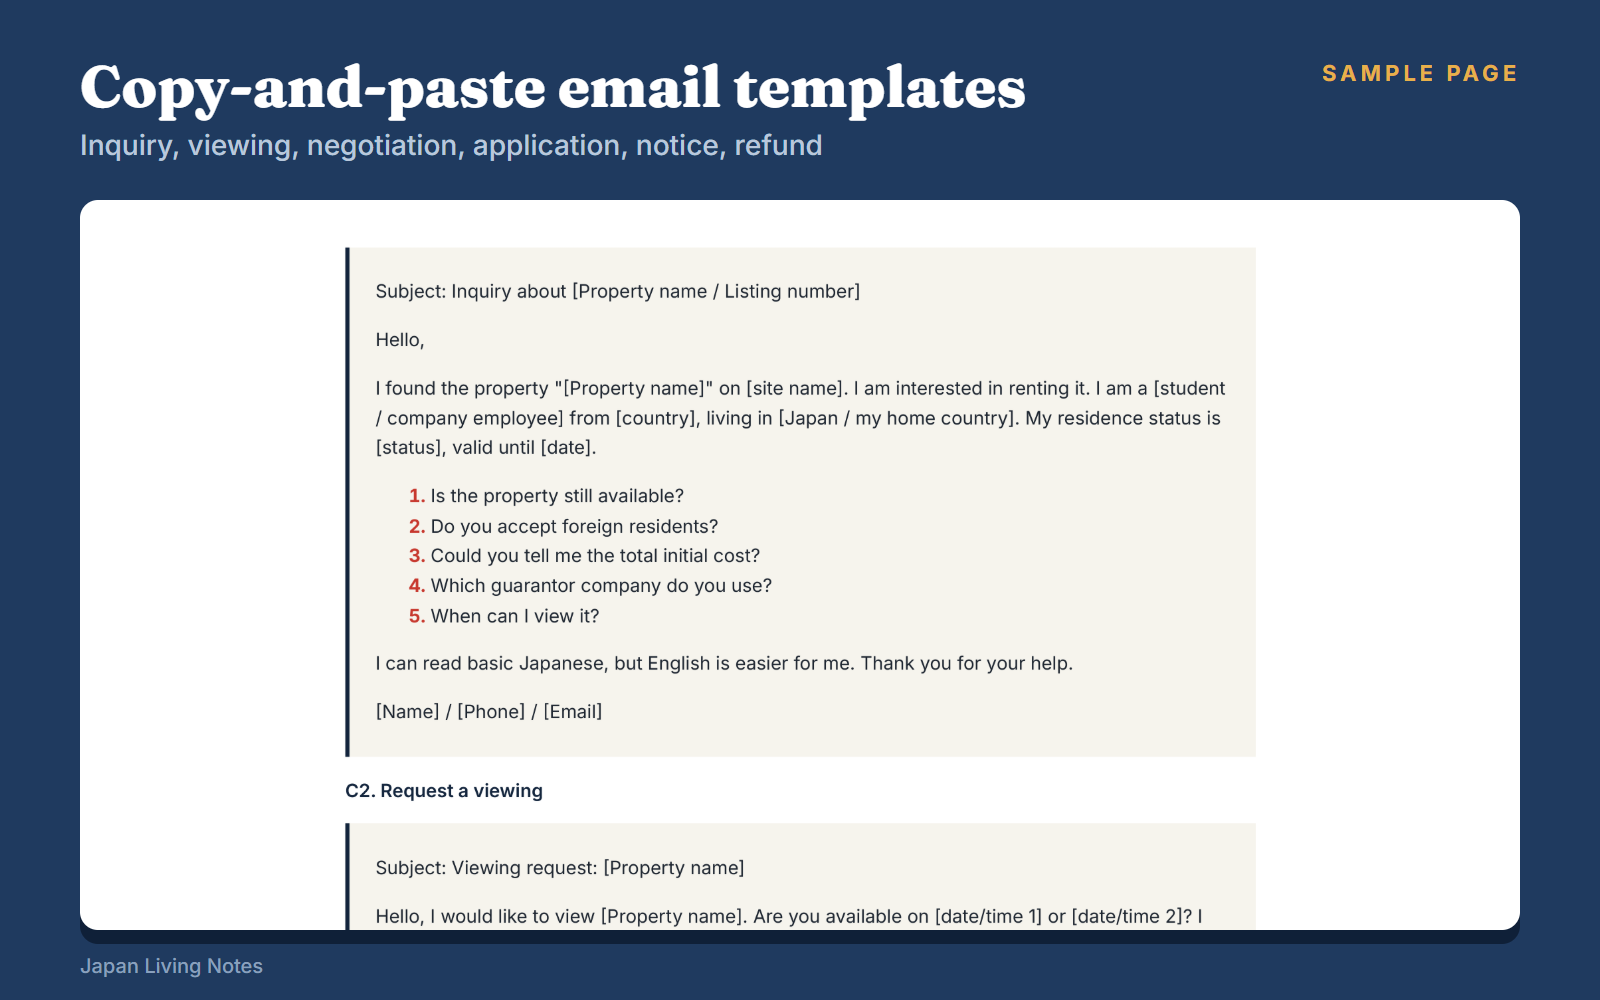 Copy-and-paste email templates
SAMPLE PAGE
Inquiry, viewing, negotiation, application, notice, refund
Subject: Inquiry about [Property name / Listing number]
Hello,
I found the property "[Property name]" on [site name]. I am interested in renting it. I am a [student
/ company employee] from [country], living in [Japan / my home country]. My residence status is
[status], valid until [date].
1. Is the property still available?
2. Do you accept foreign residents?
3. Could you tell me the total initial cost?
4. Which guarantor company do you use?
5. When can I view it?
I can read basic Japanese, but English is easier for me. Thank you for your help.
[Name] / [Phone] / [Email]
C2. Request a viewing
Subject: Viewing request: [Property name]
Hello, I would like to view [Property name]. Are you available on [date/time 1] or [date/time 2]? I
Japan Living Notes